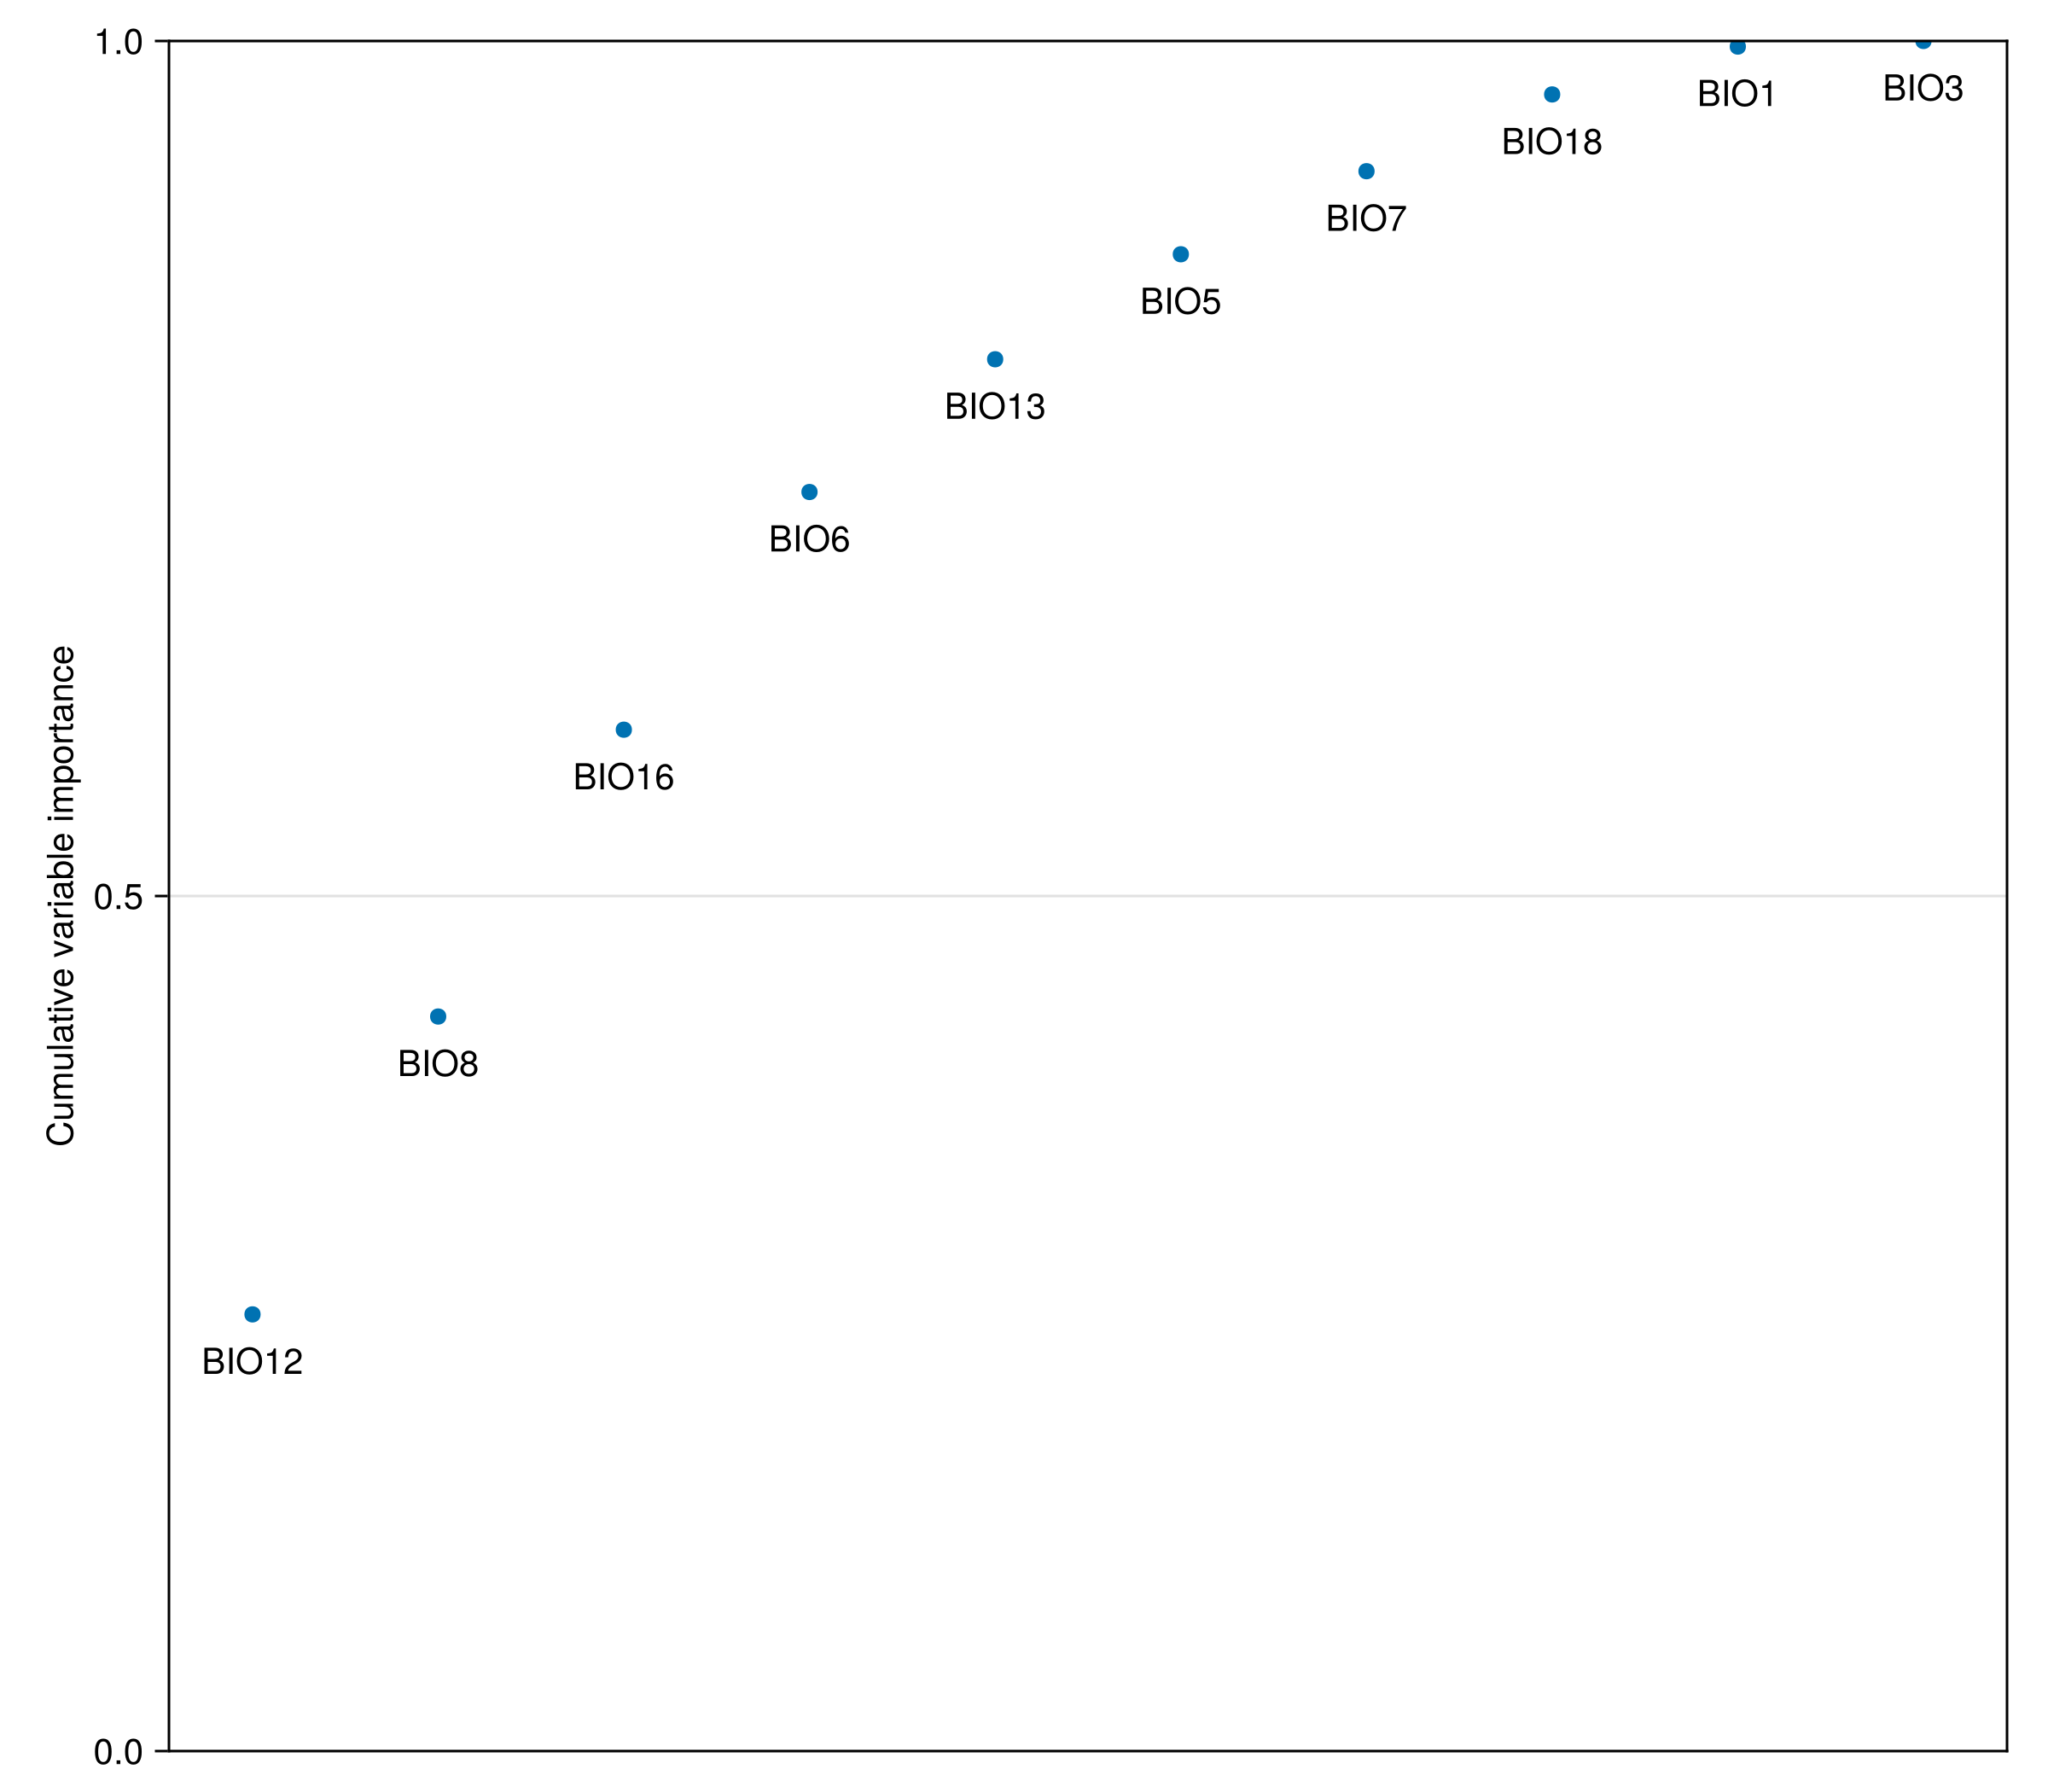 1.0
BIO3
BIO1
BIO18
BIO7
BIO5
BIO13
BIO6
BIO16
Cumulative variable importance
0.5
BIO8
BIO12
0.0